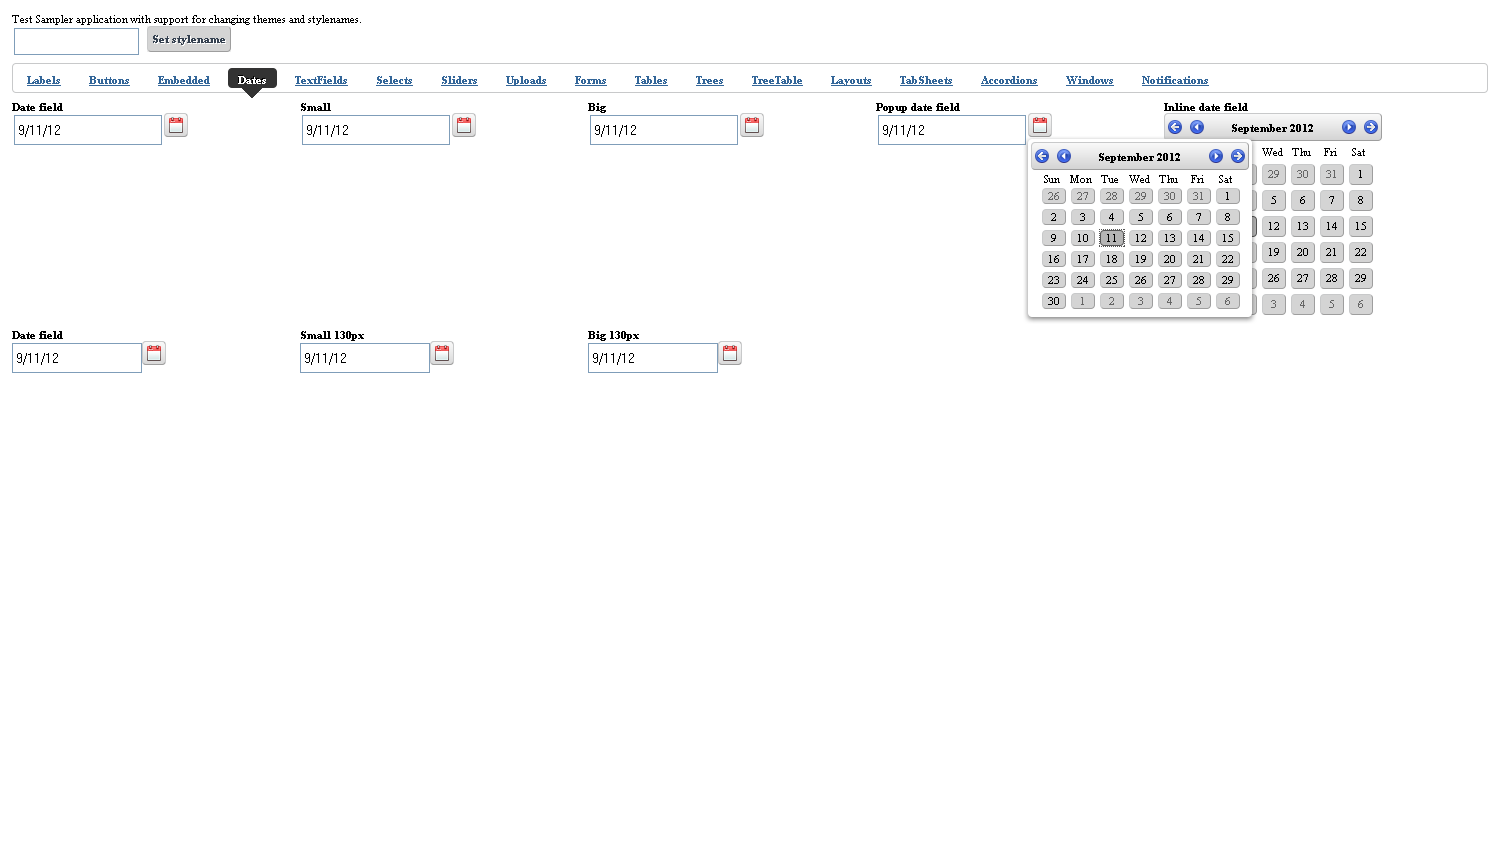 Test Sampler application with support for changing themes and stylenames.
Set stylename
Labels Buttons Embedded Dates TextFields Selects Sliders Uploads Forms Tables Trees TreeTable Layouts TabSheets Accordions Windows Notifications
Date field Small Big Popup date field Inline date field
9/11/12 9/11/12 9/11/12 9/11/12
September 2012
Wed Thu Fri Sat
29 30 31 1
5 6 7 8
12 13 14 15
19 20 21 22
26 27 28 29
3 4 5 6
September 2012
Sun Mon Tue Wed Thu Fri Sat
26 27 28 29 30 31 1
2 3 4 5 6 7 8
9 10 11 12 13 14 15
16 17 18 19 20 21 22
23 24 25 26 27 28 29
30 1 2 3 4 5 6
Date field Small 130px Big 130px
9/11/12 9/11/12 9/11/12